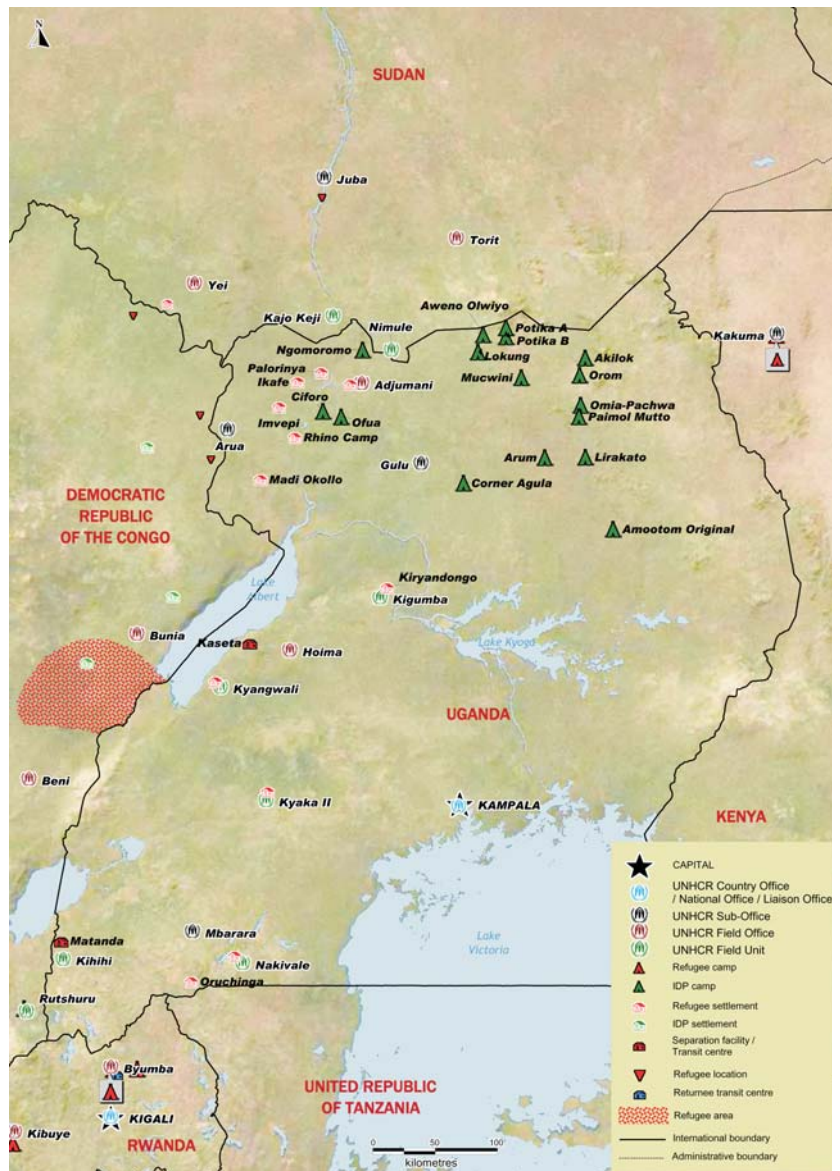 N
SUDAN
Juba
Torit
Yei
Kajo Keji
Nimule
Aweno Olwiyo
Potika A
Potika B
Kakuma
Ngomoromo
Lokung
Akilok
Palorinya
Ikafe
Adjumani
Mucwini
Orom
Ciforo
Omia-Pachwa
Paimol Mutto
Imvepi
Ofua
Arua
Rhino Camp
Gulu
Arum
Lirakato
Madi Okollo
Corner Agula
DEMOCRATIC
REPUBLIC
OF THE CONGO
Amootom Original
Lake
Albert
Kiryandongo
Kigumba
Bunia
Kaseta
Hoima
Lake Kyoga
Kyangwali
UGANDA
Beni
Kyaka II
KAMPALA
KENYA
Mbarara
Lake
Victoria
Matanda
Kihihi
Nakivale
Oruchinga
Rutshuru
Byumba
UNITED REPUBLIC
OF TANZANIA
KIGALI
Kibuye
RWANDA
0 50 100
kilometres
CAPITAL
UNHCR Country Office
/ National Office / Liaison Office
UNHCR Sub-Office
UNHCR Field Office
UNHCR Field Unit
Refugee camp
IDP camp
Refugee settlement
IDP settlement
Separation facility /
Transit centre
Refugee location
Returnee transit centre
Refugee area
International boundary
Administrative boundary